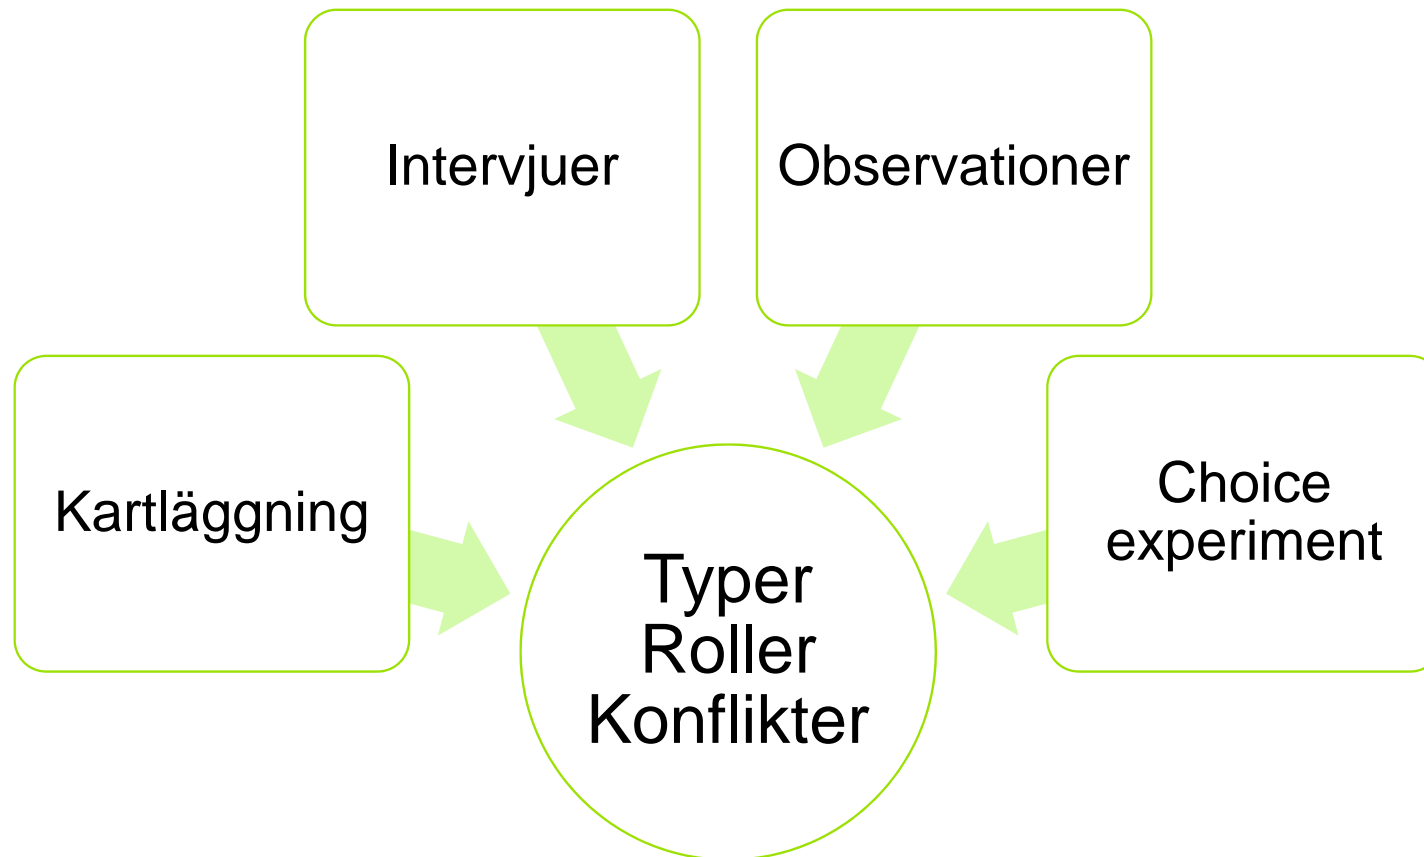 Intervjuer
Observationer
Kartläggning
Choice
experiment
Typer
Roller
Konflikter